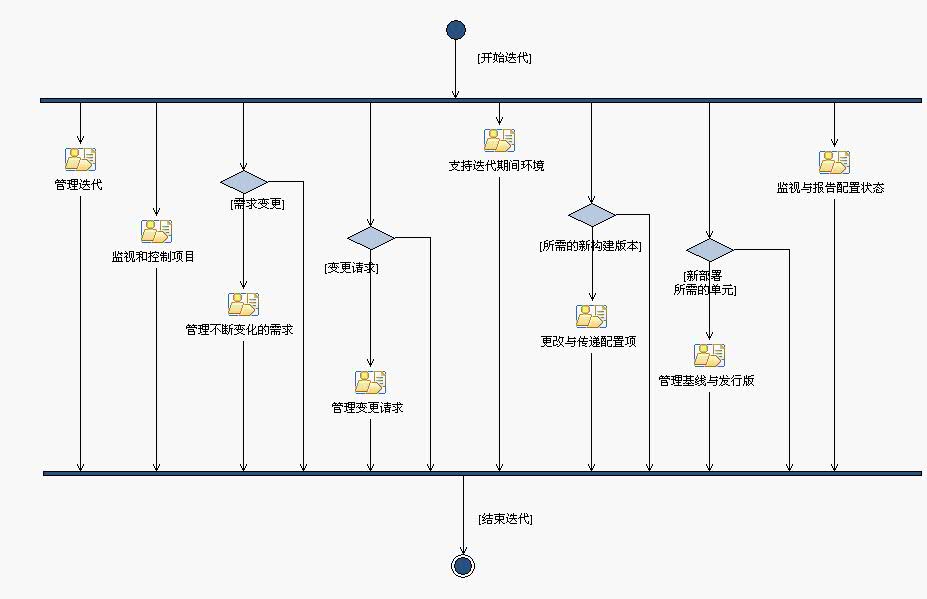 [开始迭代]
管理迭代
监视和控制项目
[需求变更]
管理不断变化的需求
[变更请求]
管理变更请求
支持迭代期间环境
[所需的新构建版本]
更改与传递配置项
[新部署
所需的单元]
管理基线与发行版
监视与报告配置状态
[结束迭代]